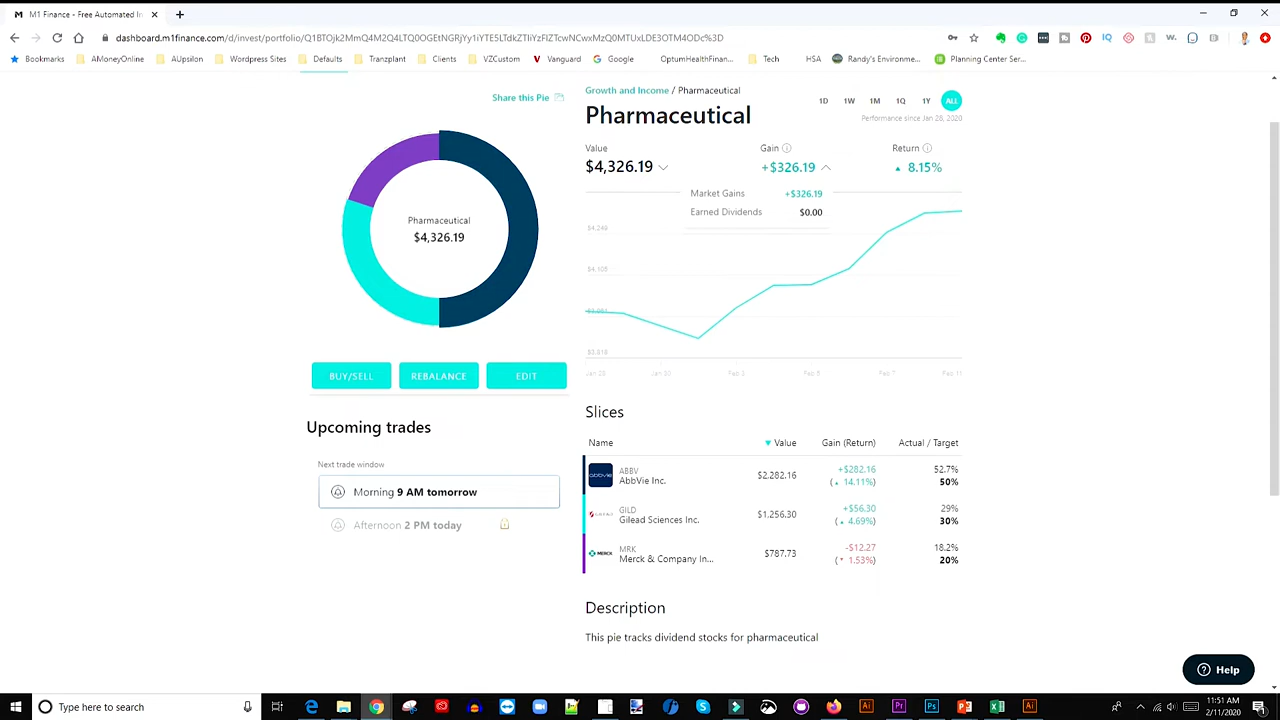 M1 Finance - Free Automated In
dashboard.m1finance.com/d/invest/portfolio/
Bookmarks
AMoneyOnline
AUpsilon
Wordpress Sites
Defaults
Tranzplant
Clients
VZCustom
Vanguard
Google
OptumHealthFinan...
Tech
HSA
Randy's Environme...
Planning Center Ser...
Share this Pie
Growth and Income / Pharmaceutical
1D 1W 1M 1Q 1Y ALL
Pharmaceutical
Performance since Jan 28, 2020
Value
$4,326.19
Gain
+$326.19
Return
8.15%
Market Gains +$326.19
Earned Dividends $0.00
Pharmaceutical
$4,326.19
$4,249
BUY/SELL
REBALANCE
EDIT
Feb 7
Feb 11
Upcoming trades
Next trade window
Morning 9 AM tomorrow
Afternoon 2 PM today
Slices
Name Value Gain (Return) Actual / Target
ABBV
AbbVie Inc.
$2,282.16
+$282.16
(▲ 14.11%)
52.7%
50%
GILD
Gilead Sciences Inc.
$1,256.30
+$56.30
(▲ 4.69%)
29%
30%
MRK
Merck & Company In...
$787.73
-$12.27
(▼ 1.53%)
18.2%
20%
Description
This pie tracks dividend stocks for pharmaceutical
Help
Type here to search
11:51 AM
2/11/2020